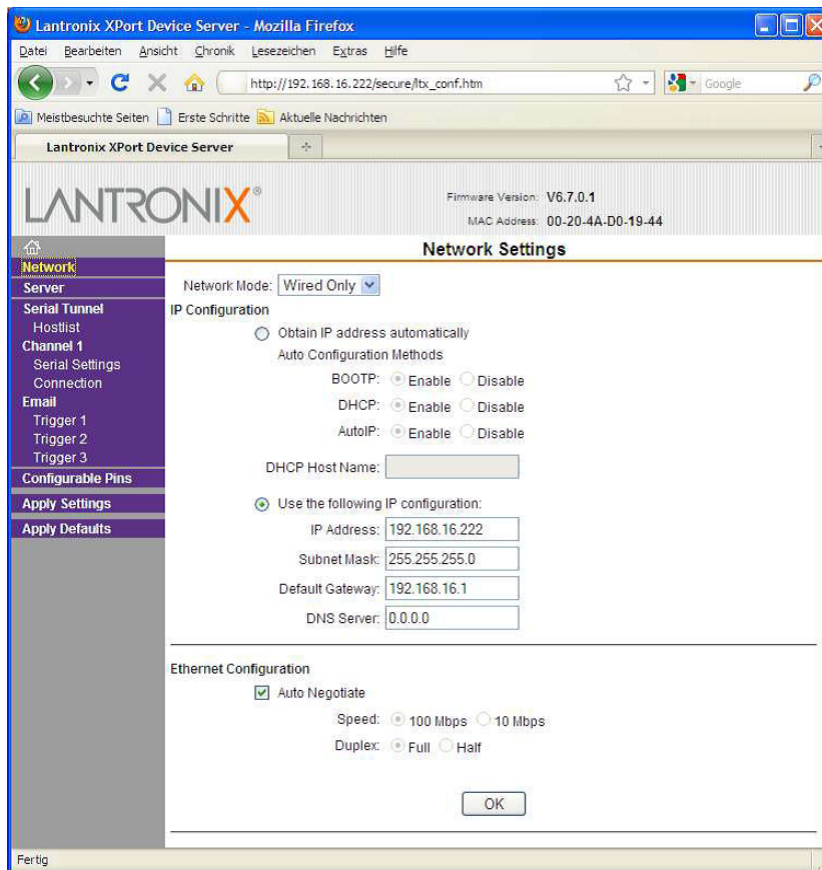 Lantronix XPort Device Server - Mozilla Firefox
Datei Bearbeiten Ansicht Chronik Lesezeichen Extras Hilfe
http://192.168.16.222/secure/ltx_conf.htm
Google
Meistbesuchte Seiten Erste Schritte Aktuelle Nachrichten
Lantronix XPort Device Server
LANTRONIX®
Firmware Version: V6.7.0.1
MAC Address: 00-20-4A-D0-19-44
Network
Server
Serial Tunnel
Hostlist
Channel 1
Serial Settings
Connection
Email
Trigger 1
Trigger 2
Trigger 3
Configurable Pins
Apply Settings
Apply Defaults
Network Settings
Network Mode: Wired Only
IP Configuration
Obtain IP address automatically
Auto Configuration Methods
BOOTP: Enable Disable
DHCP: Enable Disable
AutoIP: Enable Disable
DHCP Host Name:
Use the following IP configuration:
IP Address: 192.168.16.222
Subnet Mask: 255.255.255.0
Default Gateway: 192.168.16.1
DNS Server: 0.0.0.0
Ethernet Configuration
Auto Negotiate
Speed: 100 Mbps 10 Mbps
Duplex: Full Half
OK
Fertig